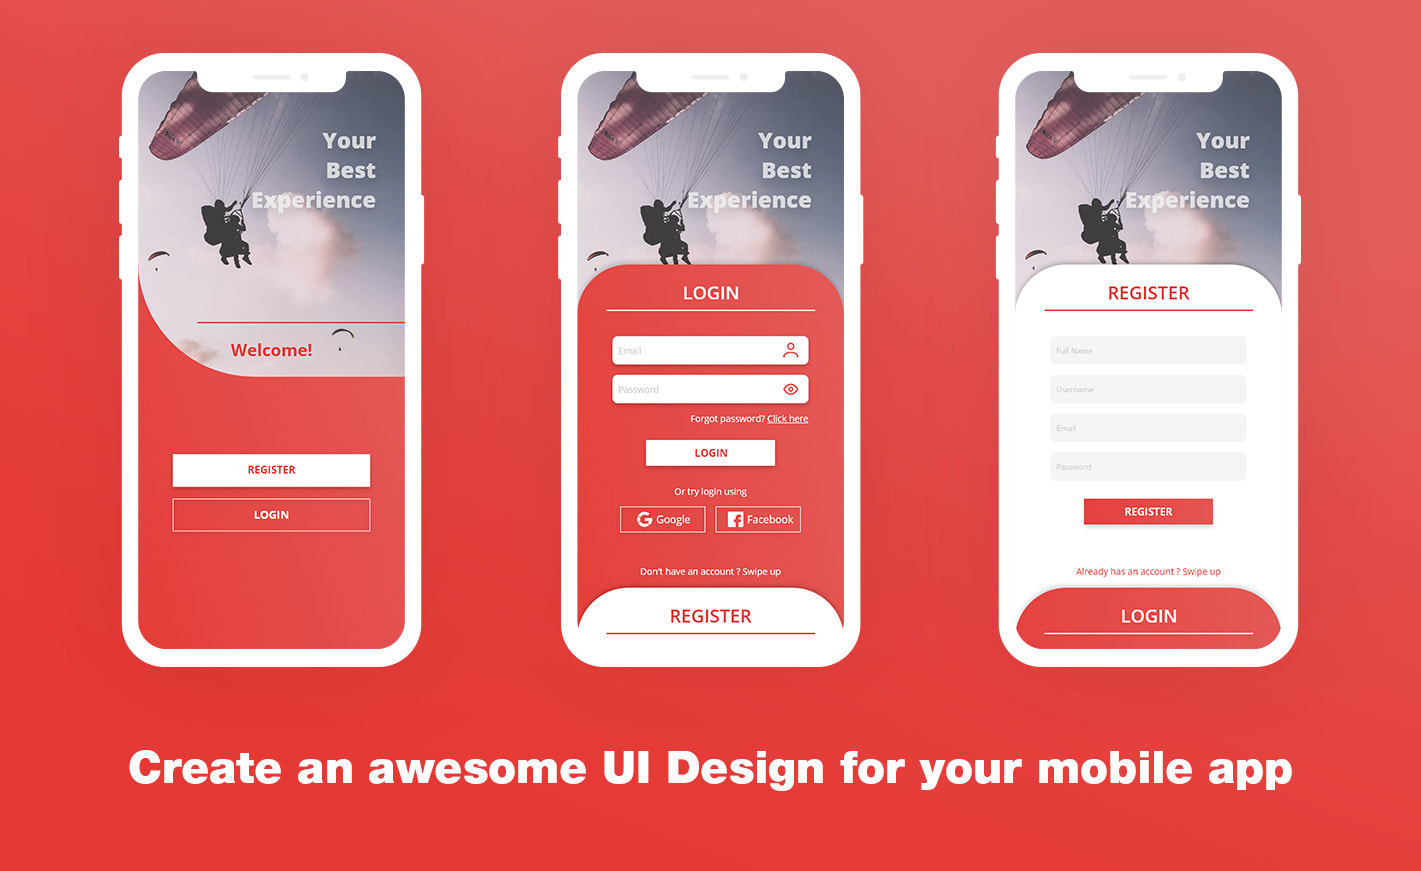 Your
Best
Experience
Welcome!
REGISTER
LOGIN
Your
Best
Experience
LOGIN
Email
Password
Forgot password? Click here
LOGIN
Or try login using
Google
Facebook
Don't have an account ? Swipe up
REGISTER
Your
Best
Experience
REGISTER
Full Name
Username
Email
Password
REGISTER
Already has an account ? Swipe up
LOGIN
Create an awesome UI Design for your mobile app